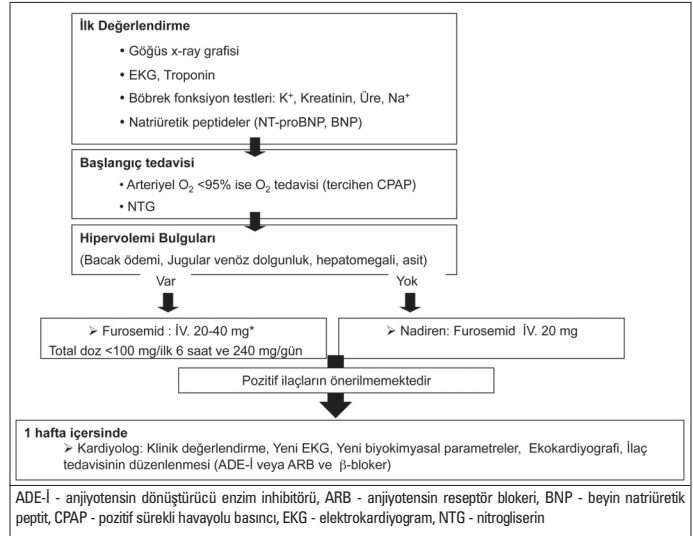 İlk Değerlendirme
• Göğüs x-ray grafisi
• EKG, Troponin
• Böbrek fonksiyon testleri: K⁺, Kreatinin, Üre, Na⁺
• Natriüretik peptideler (NT-proBNP, BNP)
Başlangıç tedavisi
• Arteriyel O₂ <95% ise O₂ tedavisi (tercihen CPAP)
• NTG
Hipervolemi Bulguları
(Bacak ödemi, Jugular venöz dolgunluk, hepatomegali, asit)
Var
Yok
➢ Furosemid : İV. 20-40 mg*
Total doz <100 mg/ilk 6 saat ve 240 mg/gün
➢ Nadiren: Furosemid İV. 20 mg
Pozitif ilaçların önerilmemektedir
1 hafta içersinde
➢ Kardiyolog: Klinik değerlendirme, Yeni EKG, Yeni biyokimyasal parametreler, Ekokardiyografi, İlaç
tedavisinin düzenlenmesi (ADE-İ veya ARB ve β-bloker)
ADE-İ - anjiyotensin dönüştürücü enzim inhibitörü, ARB - anjiyotensin reseptör blokeri, BNP - beyin natriüretik
peptit, CPAP - pozitif sürekli havayolu basıncı, EKG - elektrokardiyogram, NTG - nitrogliserin